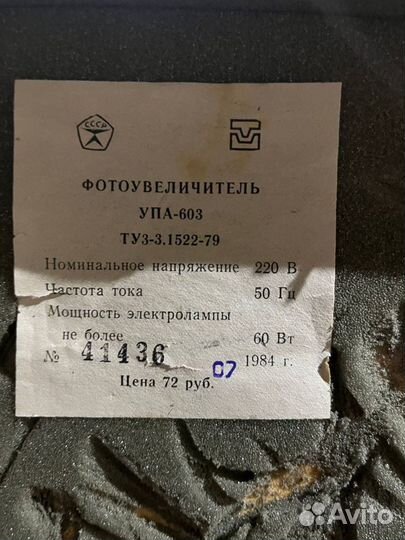 СССР
ФОТОУВЕЛИЧИТЕЛЬ
УПА-603
ТУ3-3.1522-79
Номинальное напряжение 220 В
Частота тока 50 Гц
Мощность электролампы
не более 60 Вт
№ 41436 07 1984 г.
Цена 72 руб.
Avito